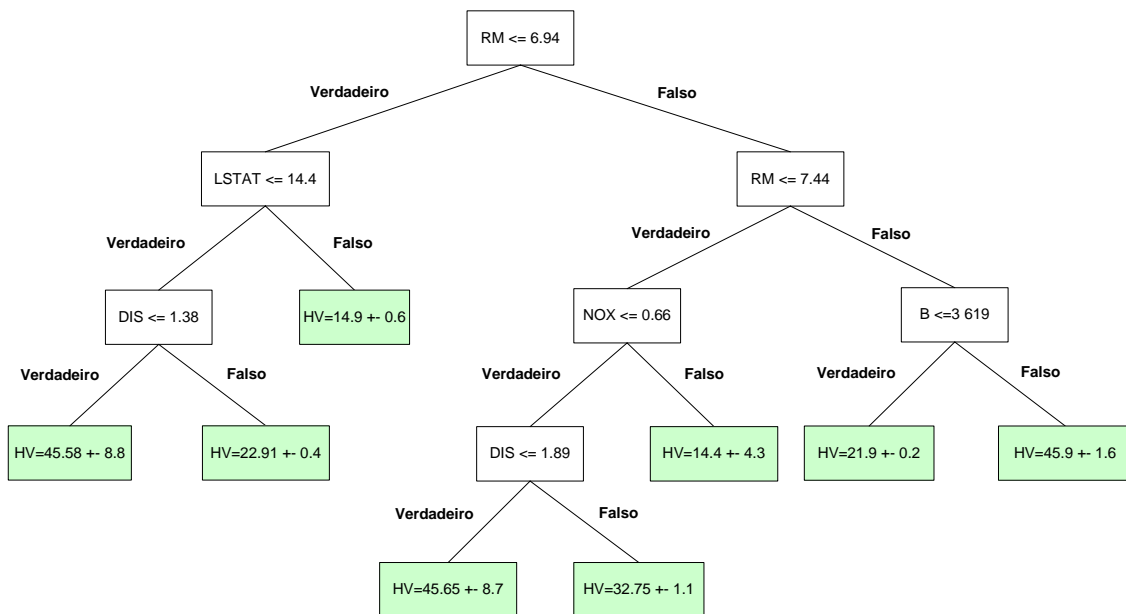 RM <= 6.94
Verdadeiro
Falso
LSTAT <= 14.4
RM <= 7.44
Verdadeiro
Falso
Verdadeiro
Falso
DIS <= 1.38
HV=14.9 +- 0.6
NOX <= 0.66
B <=3 619
Verdadeiro
Falso
Verdadeiro
Falso
Verdadeiro
Falso
HV=45.58 +- 8.8
HV=22.91 +- 0.4
DIS <= 1.89
HV=14.4 +- 4.3
HV=21.9 +- 0.2
HV=45.9 +- 1.6
Verdadeiro
Falso
HV=45.65 +- 8.7
HV=32.75 +- 1.1